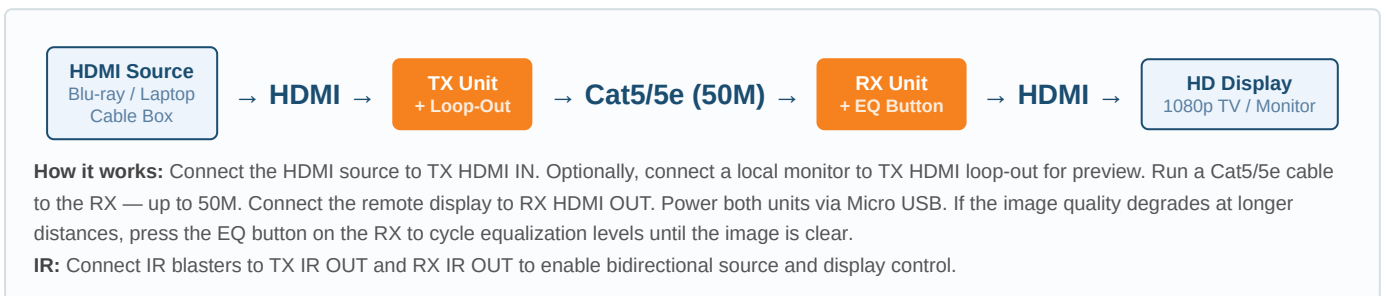 HDMI Source
Blu-ray / Laptop
Cable Box
→ HDMI →
TX Unit
+ Loop-Out
→ Cat5/5e (50M) →
RX Unit
+ EQ Button
→ HDMI →
HD Display
1080p TV / Monitor
How it works: Connect the HDMI source to TX HDMI IN. Optionally, connect a local monitor to TX HDMI loop-out for preview. Run a Cat5/5e cable
to the RX — up to 50M. Connect the remote display to RX HDMI OUT. Power both units via Micro USB. If the image quality degrades at longer
distances, press the EQ button on the RX to cycle equalization levels until the image is clear.
IR: Connect IR blasters to TX IR OUT and RX IR OUT to enable bidirectional source and display control.